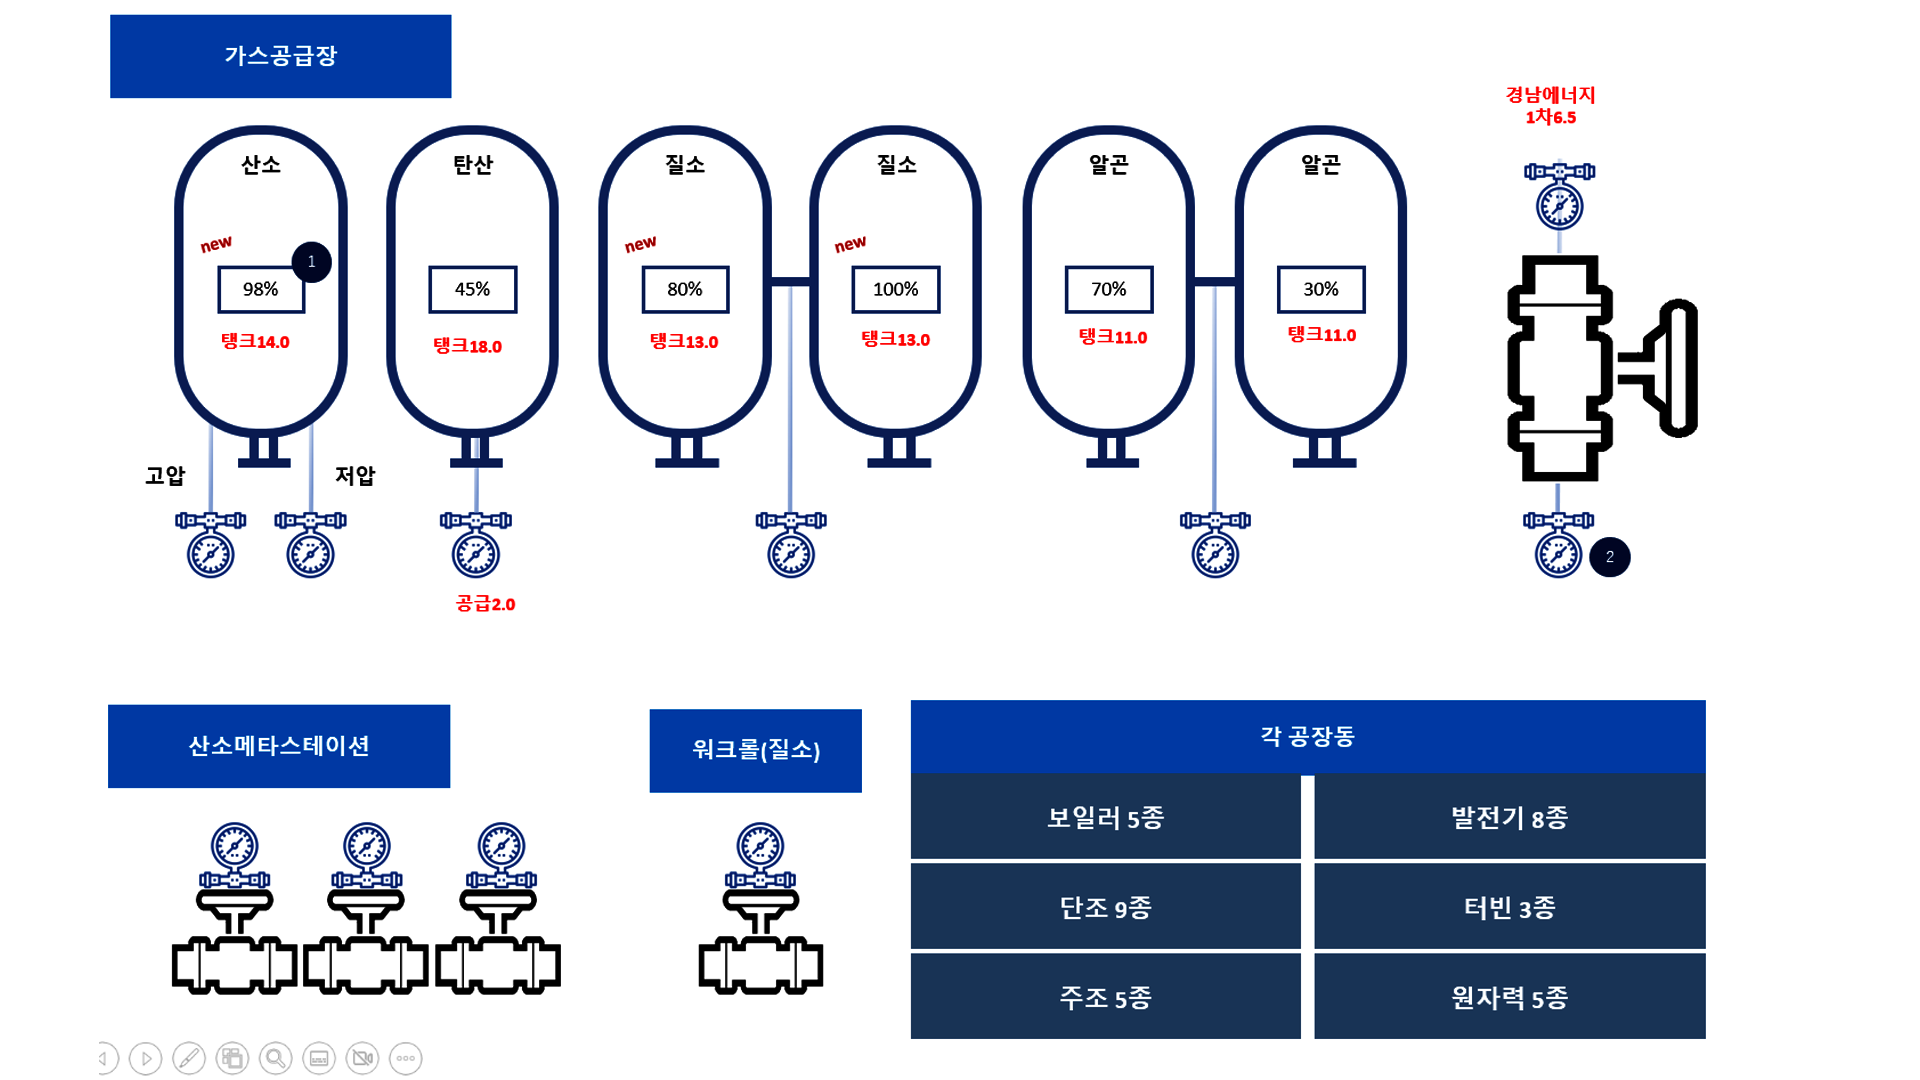 가스공급장
경남에너지
1차6.5
산소
탄산
질소
질소
알곤
알곤
new
new
new
1
98%
45%
80%
100%
70%
30%
탱크14.0
탱크18.0
탱크13.0
탱크13.0
탱크11.0
탱크11.0
고압
저압
2
공급2.0
산소메타스테이션
워크롤(질소)
각 공장동
보일러 5종
발전기 8종
단조 9종
터빈 3종
주조 5종
원자력 5종